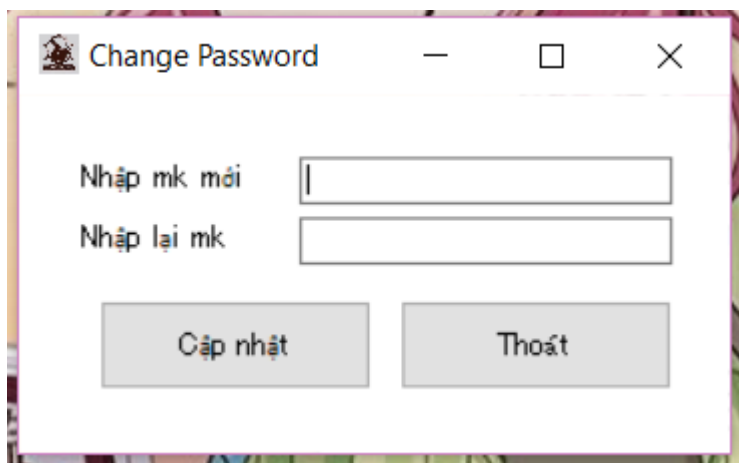 Change Password
Nhập mk mới
Nhập lại mk
Cập nhật
Thoát